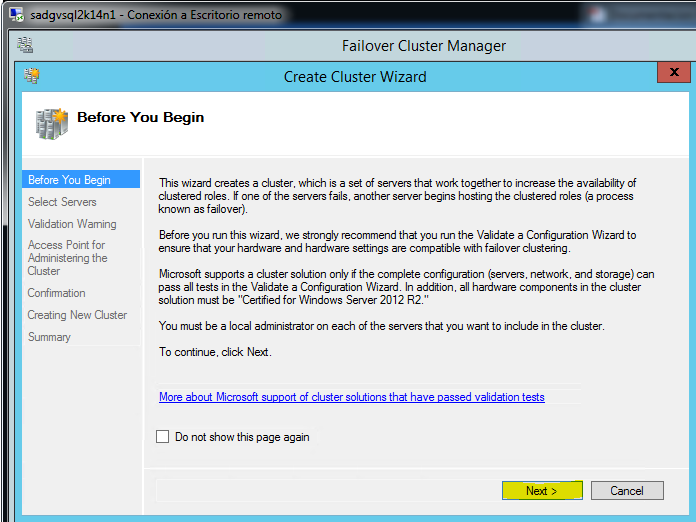 sadgvsql2k14n1 - Conexión a Escritorio remoto
Failover Cluster Manager
Create Cluster Wizard
x
Before You Begin
Before You Begin
Select Servers
Validation Warning
Access Point for
Administering the
Cluster
Confirmation
Creating New Cluster
Summary
This wizard creates a cluster, which is a set of servers that work together to increase the availability of
clustered roles. If one of the servers fails, another server begins hosting the clustered roles (a process
known as failover).
Before you run this wizard, we strongly recommend that you run the Validate a Configuration Wizard to
ensure that your hardware and hardware settings are compatible with failover clustering.
Microsoft supports a cluster solution only if the complete configuration (servers, network, and storage) can
pass all tests in the Validate a Configuration Wizard. In addition, all hardware components in the cluster
solution must be "Certified for Windows Server 2012 R2."
You must be a local administrator on each of the servers that you want to include in the cluster.
To continue, click Next.
More about Microsoft support of cluster solutions that have passed validation tests
Do not show this page again
Next >
Cancel